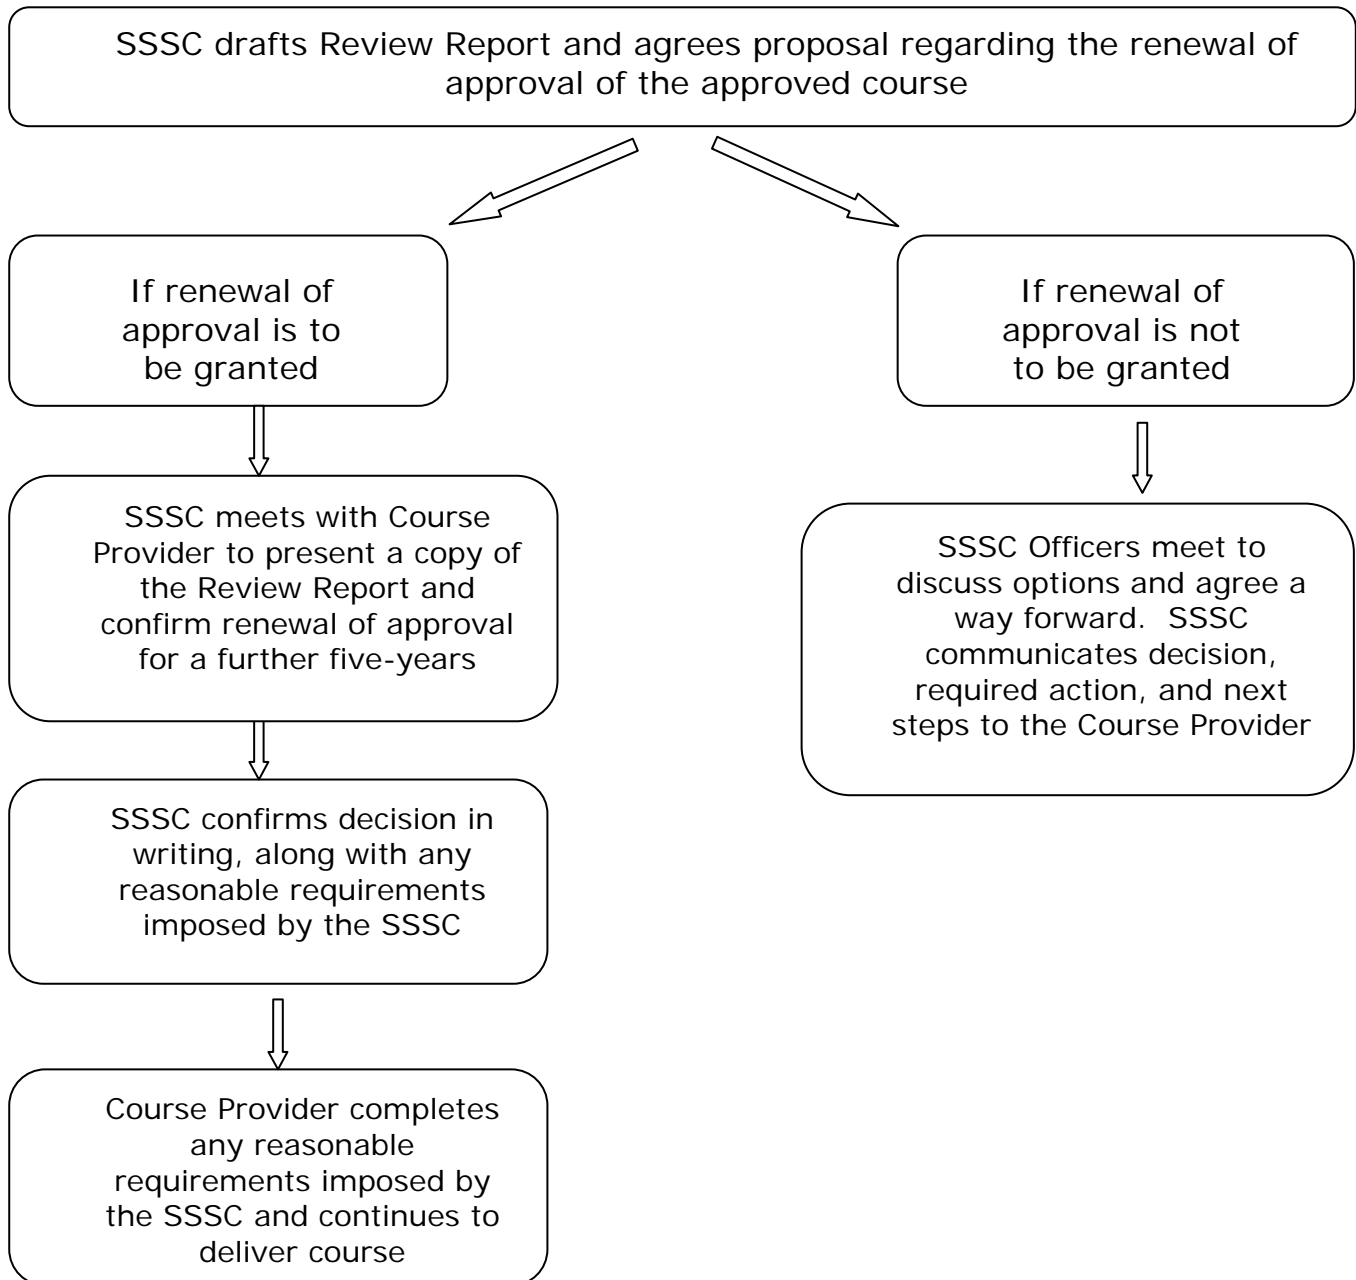 SSSC drafts Review Report and agrees proposal regarding the renewal of
approval of the approved course
If renewal of
approval is to
be granted
SSSC meets with Course
Provider to present a copy of
the Review Report and
confirm renewal of approval
for a further five-years
SSSC confirms decision in
writing, along with any
reasonable requirements
imposed by the SSSC
Course Provider completes
any reasonable
requirements imposed by
the SSSC and continues to
deliver course
If renewal of
approval is not
to be granted
SSSC Officers meet to
discuss options and agree a
way forward.  SSSC
communicates decision,
required action, and next
steps to the Course Provider